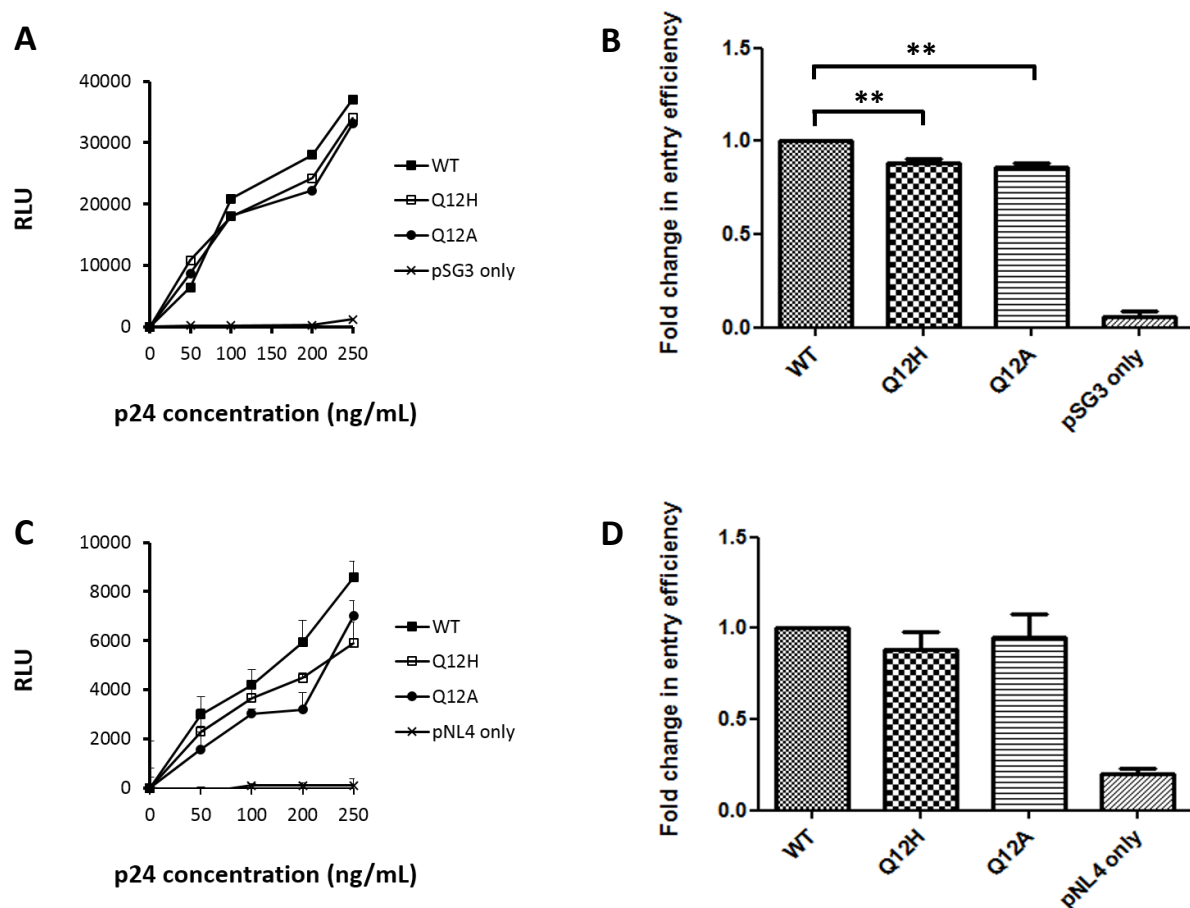 A
40000
30000
20000
10000
0
RLU
0 50 100 150 200 250
p24 concentration (ng/mL)
WT
Q12H
Q12A
pSG3 only
B
1.5
1.0
0.5
0.0
Fold change in entry efficiency
**
**
WT
Q12H
Q12A
pSG3 only
C
10000
8000
6000
4000
2000
0
RLU
0 50 100 200 250
p24 concentration (ng/mL)
WT
Q12H
Q12A
pNL4 only
D
1.5
1.0
0.5
0.0
Fold change in entry efficiency
WT
Q12H
Q12A
pNL4 only